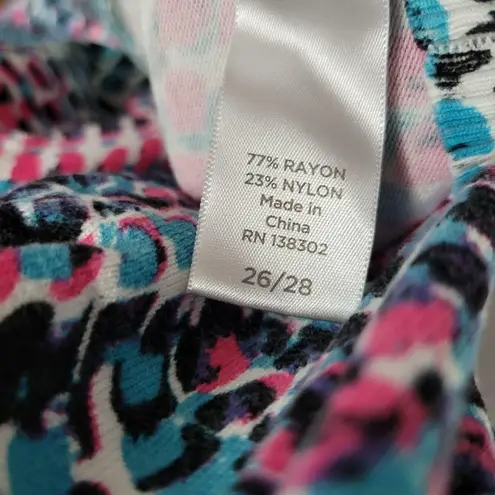 77% RAYON
23% NYLON
Made in
China
RN 138302
26/28